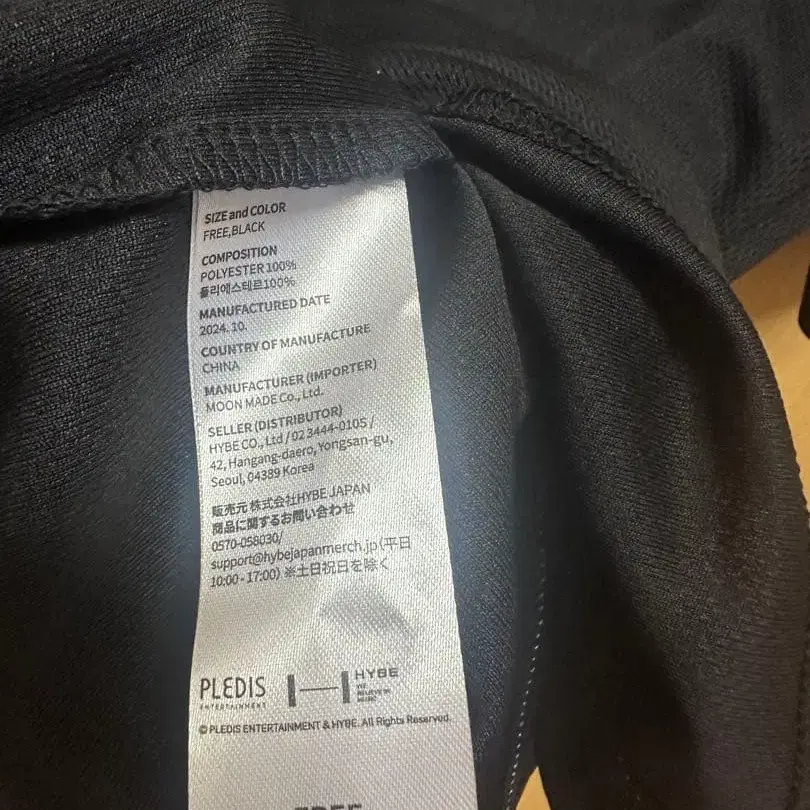 SIZE and COLOR
FREE,BLACK
COMPOSITION
POLYESTER 100%
폴리에스테르100%
MANUFACTURED DATE
2024. 10.
COUNTRY OF MANUFACTURE
CHINA
MANUFACTURER (IMPORTER)
MOON MADE Co., Ltd.
SELLER (DISTRIBUTOR)
HYBE CO., Ltd / 02 3444-0105 /
42, Hangang-daero, Yongsan-gu,
Seoul, 04389 Korea
販売元 株式会社HYBE JAPAN
商品に関するお問い合わせ
0570-058030/
support@hybejapanmerch.jp (平日
10:00 - 17:00) ※土日祝日を除く
PLEDIS
ENTERTAINMENT
HYBE
WE
BELIEVE IN
MUSIC
© PLEDIS ENTERTAINMENT & HYBE. All Rights Reserved.
FREE